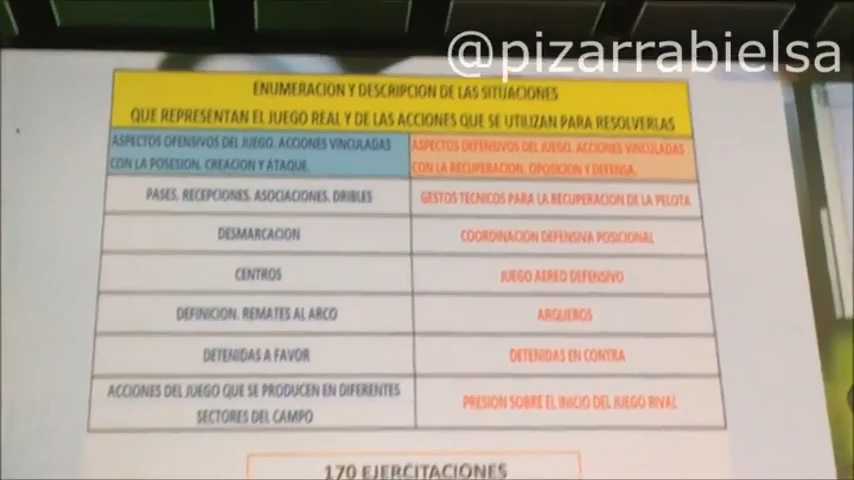 @pizarrabielsa
ENUMERACION Y DESCRIPCION DE LAS SITUACIONES
QUE REPRESENTAN EL JUEGO REAL Y DE LAS ACCIONES QUE SE UTILIZAN PARA RESOLVERLAS
ASPECTOS OFENSIVOS DEL JUEGO. ACCIONES VINCULADAS
CON LA POSESION. CREACION Y ATAQUE.
ASPECTOS DEFENSIVOS DEL JUEGO. ACCIONES VINCULADAS
CON LA RECUPERACION. OPOSICION Y DEFENSA.
PASES. RECEPCIONES. ASOCIACIONES. DRIBLES
GESTOS TECNICOS PARA LA RECUPERACION DE LA PELOTA
DESMARCACION
COORDINACION DEFENSIVA POSICIONAL
CENTROS
JUEGO AEREO DEFENSIVO
DEFINICION. REMATES AL ARCO
ARQUEROS
DETENIDAS A FAVOR
DETENIDAS EN CONTRA
ACCIONES DEL JUEGO QUE SE PRODUCEN EN DIFERENTES
SECTORES DEL CAMPO
PRESION SOBRE EL INICIO DEL JUEGO RIVAL
170 EJERCITACIONES